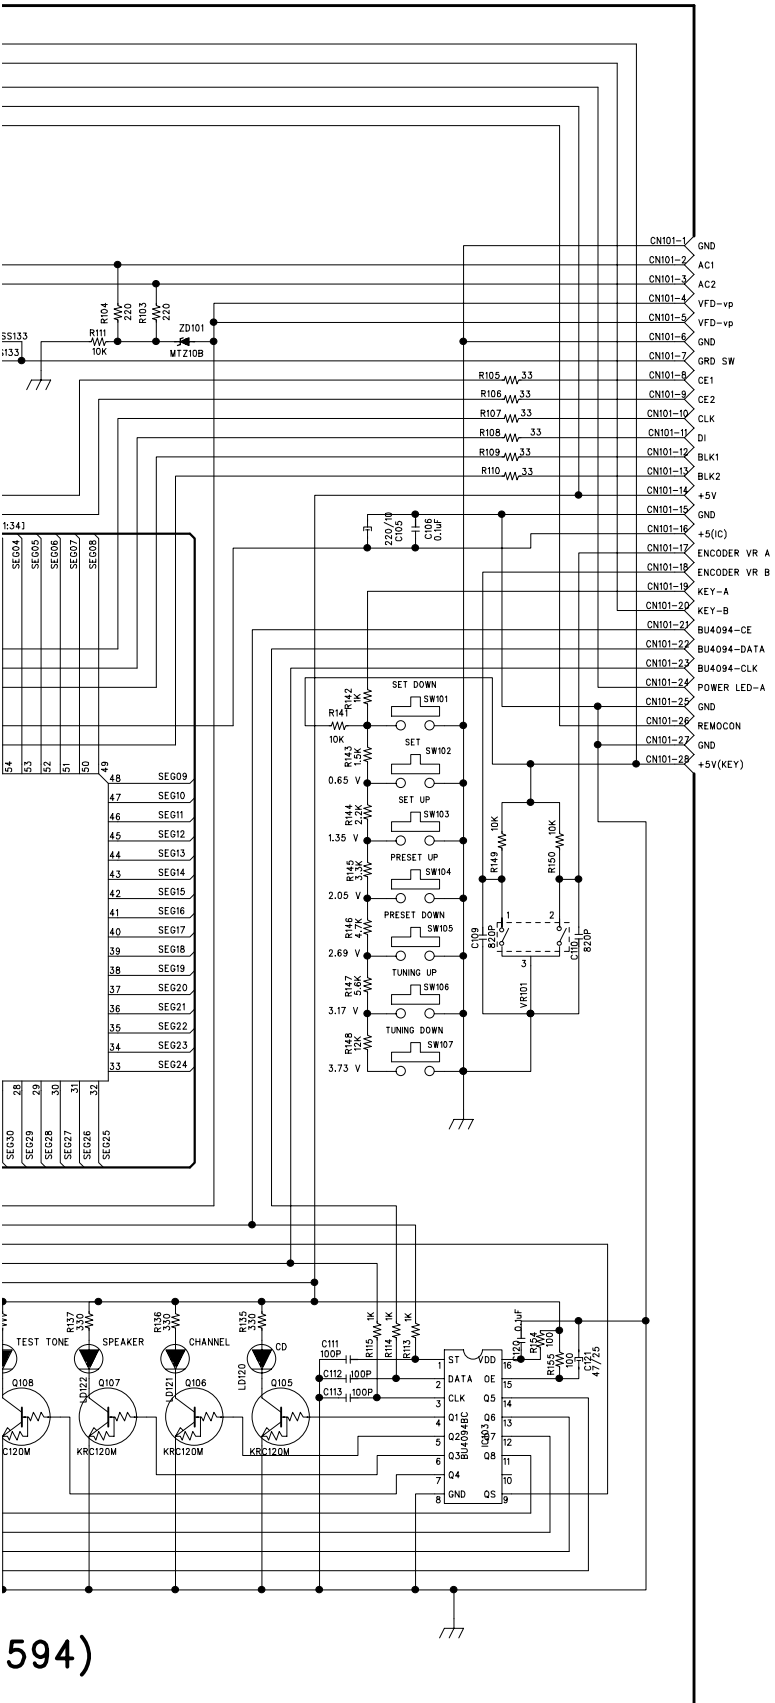 CN101-1 GND
CN101-2 AC1
CN101-3 AC2
CN101-4 VFD-vp
CN101-5 VFD-vp
CN101-6 GND
CN101-7 GRD SW
CN101-8 CE1
CN101-9 CE2
CN101-10 CLK
CN101-11 DI
CN101-12 BLK1
CN101-13 BLK2
CN101-14 +5V
CN101-15 GND
CN101-16 +5(IC)
CN101-17 ENCODER VR A
CN101-18 ENCODER VR B
CN101-19 KEY-A
CN101-20 KEY-B
CN101-21 BU4094-CE
CN101-22 BU4094-DATA
CN101-23 BU4094-CLK
CN101-24 POWER LED-A
CN101-25 GND
CN101-26 REMOCON
CN101-27 GND
CN101-28 +5V(KEY)
R104 220
R103 220
R111 10K
ZD101 MTZ10B
SS133
S133
R105 33
R106 33
R107 33
R108 33
R109 33
R110 33
220/10 C105
C106 0.1uF
1:34]
SEG04
SEG05
SEG06
SEG07
SEG08
54
53
52
51
50
49
48 SEG09
47 SEG10
46 SEG11
45 SEG12
44 SEG13
43 SEG14
42 SEG15
41 SEG16
40 SEG17
39 SEG18
38 SEG19
37 SEG20
36 SEG21
35 SEG22
34 SEG23
33 SEG24
28
29
30
31
32
SEG30
SEG29
SEG28
SEG27
SEG26
SEG25
R142 1K
SET DOWN
SW101
R141 10K
R143 1.5K
SET
SW102
0.65 V
R144 2.2K
SET UP
SW103
1.35 V
R145 3.3K
PRESET UP
SW104
2.05 V
R146 4.7K
PRESET DOWN
SW105
2.69 V
R147 5.6K
TUNING UP
SW106
3.17 V
R148 12K
TUNING DOWN
SW107
3.73 V
R149 10K
R150 10K
1
2
3
C109 820P
C110 820P
VR101
R137 330
R136 330
R135 330
TEST TONE
SPEAKER
CHANNEL
CD
LD122
LD121
LD120
Q108
Q107
Q106
Q105
C120M
KRC120M
KRC120M
KRC120M
R115 1K
R114 1K
R113 1K
C111 100P
C112 100P
C113 100P
C120 0.1uF
R154 100
R155 100
C121 47/25
1 ST VDD 16
2 DATA OE 15
3 CLK Q5 14
4 Q1 Q6 13
5 Q2 Q7 12
6 Q3 Q8 11
7 Q4 10
8 GND QS 9
BU4094BC
IC103
594)